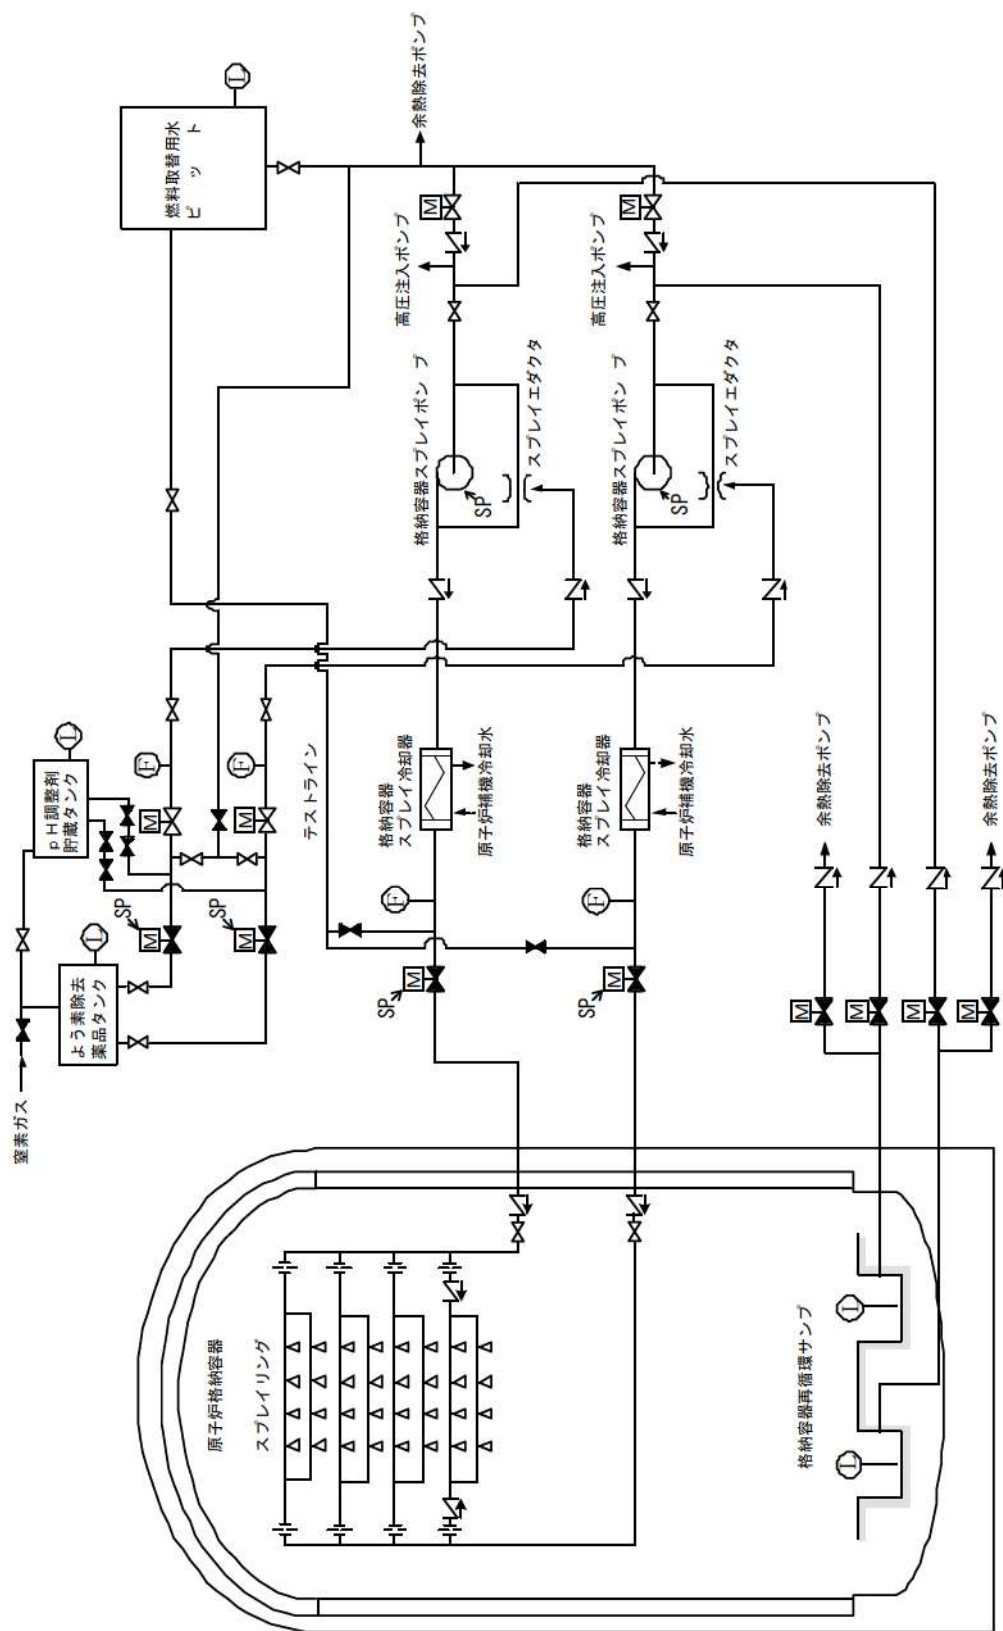 窒素ガス
よう素除去
薬品タンク
L
pH調整剤
貯蔵タンク
L
燃料取替用水
ピット
L
SP
M
SP
M
M
F
M
F
テストライン
余熱除去ポンプ
M
高圧注入ポンプ
M
高圧注入ポンプ
格納容器スプレイポンプ
SP
スプレイエダクタ
格納容器スプレイポンプ
SP
スプレイエダクタ
格納容器
スプレイ冷却器
原子炉補機冷却水
格納容器
スプレイ冷却器
原子炉補機冷却水
F
F
SP
M
SP
M
余熱除去ポンプ
余熱除去ポンプ
M
M
M
M
原子炉格納容器
スプレイリング
格納容器再循環サンプ
L
L